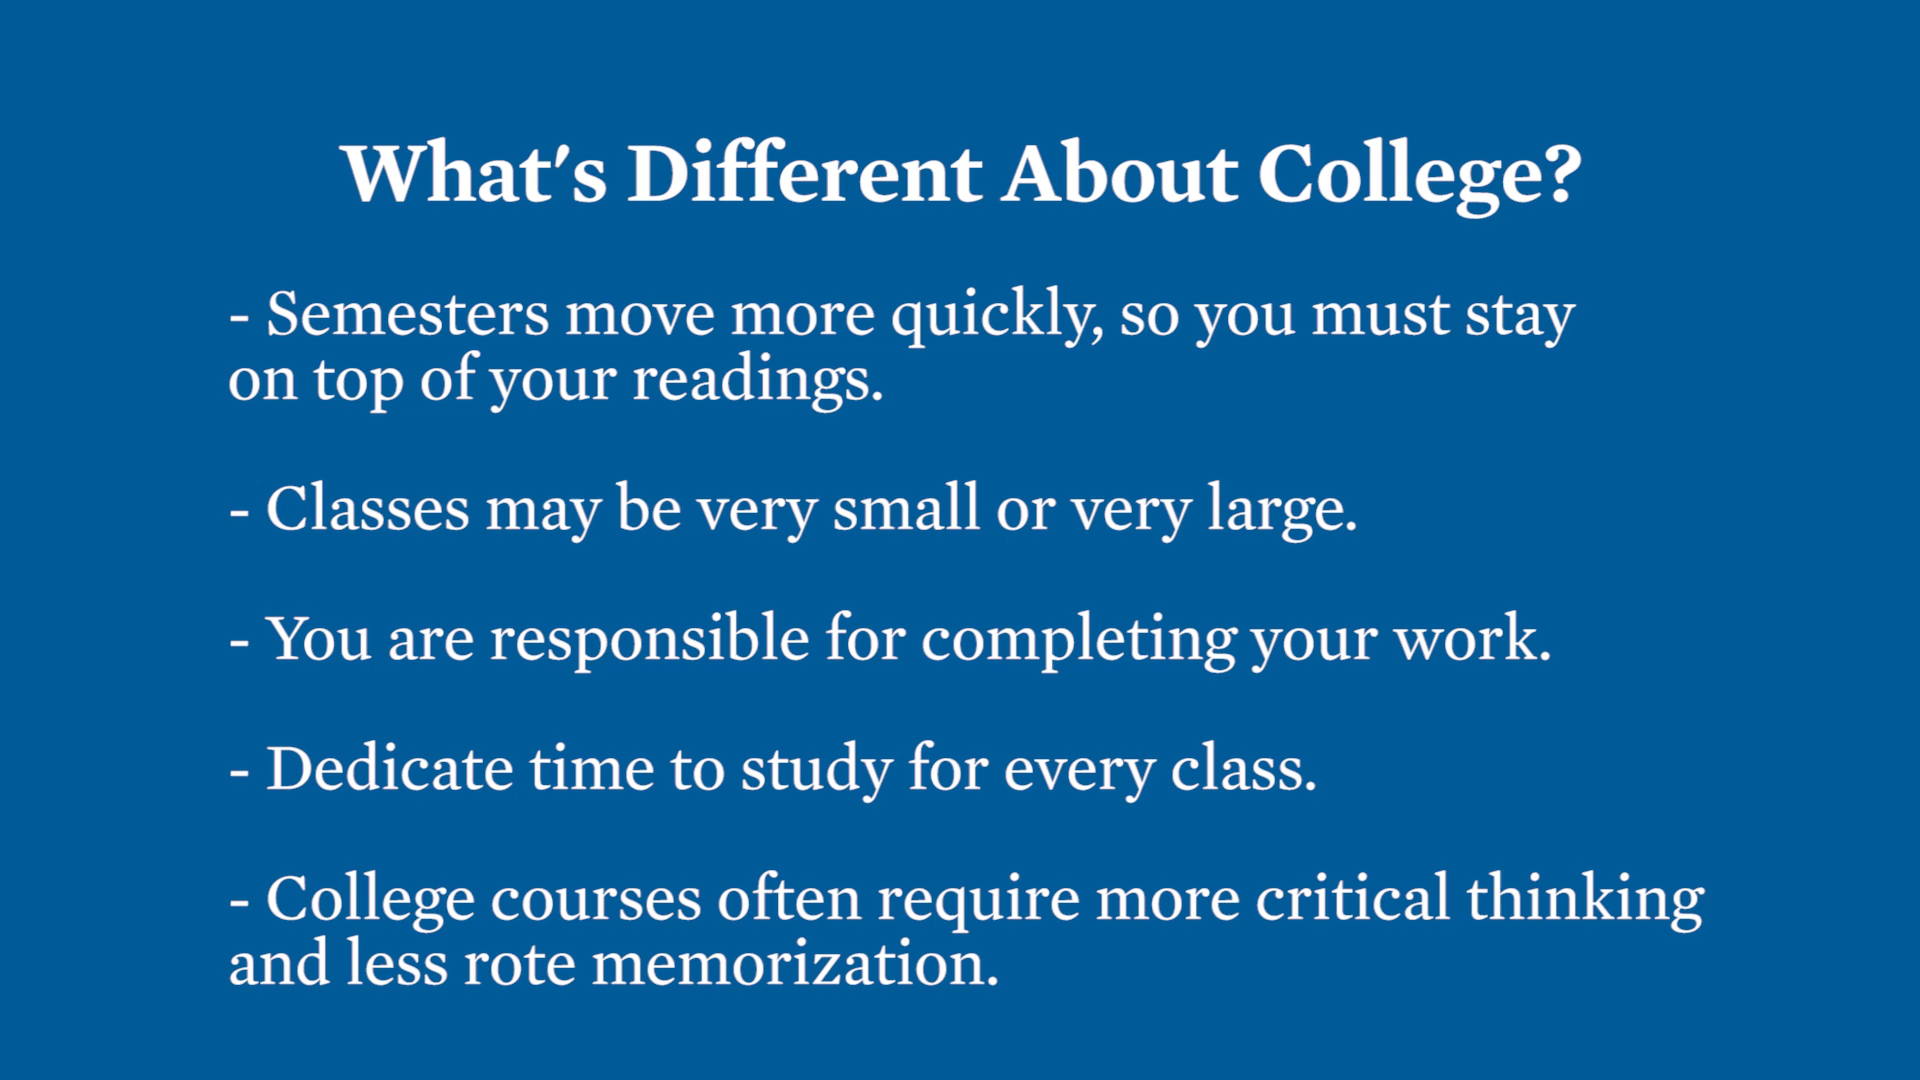 What's Different About College?
- Semesters move more quickly, so you must stay
on top of your readings.
- Classes may be very small or very large.
- You are responsible for completing your work.
- Dedicate time to study for every class.
- College courses often require more critical thinking
and less rote memorization.